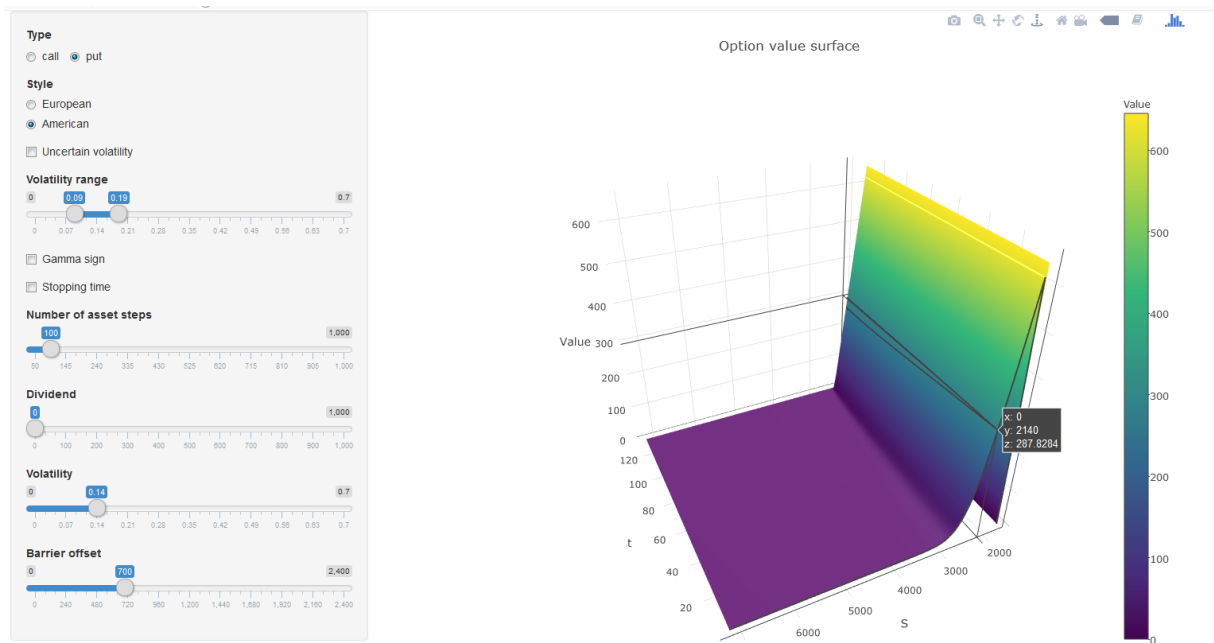 Type
call put
Style
European
American
Uncertain volatility
Volatility range
0 0.09 0.19 0.7
0 0.07 0.14 0.21 0.28 0.35 0.42 0.49 0.56 0.63 0.7
Gamma sign
Stopping time
Number of asset steps
100 1,000
50 145 240 335 430 525 620 715 810 905 1,000
Dividend
0 1,000
0 100 200 300 400 500 600 700 800 900 1,000
Volatility
0 0.14 0.7
0 0.07 0.14 0.21 0.28 0.35 0.42 0.49 0.56 0.63 0.7
Barrier offset
0 700 2,400
0 240 480 720 960 1,200 1,440 1,680 1,920 2,160 2,400
Option value surface
Value
600
500
400
300
200
100
0
Value
600
500
400
300
200
100
0
120
100
80
60
40
20
t
2000
3000
4000
5000
6000
S
x: 0
y: 2140
z: 287.8284